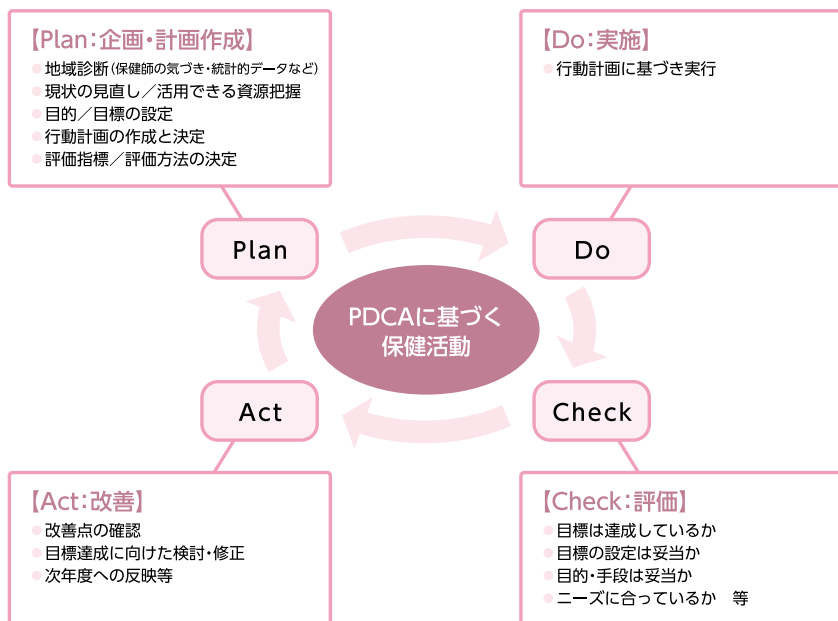 【Plan:企画・計画作成】
地域診断(保健師の気づき・統計的データなど)
現状の見直し／活用できる資源把握
目的／目標の設定
行動計画の作成と決定
評価指標／評価方法の決定
【Do:実施】
行動計画に基づき実行
Plan
Do
PDCAに基づく
保健活動
Act
Check
【Act:改善】
改善点の確認
目標達成に向けた検討・修正
次年度への反映等
【Check:評価】
目標は達成しているか
目標の設定は妥当か
目的・手段は妥当か
ニーズに合っているか　等